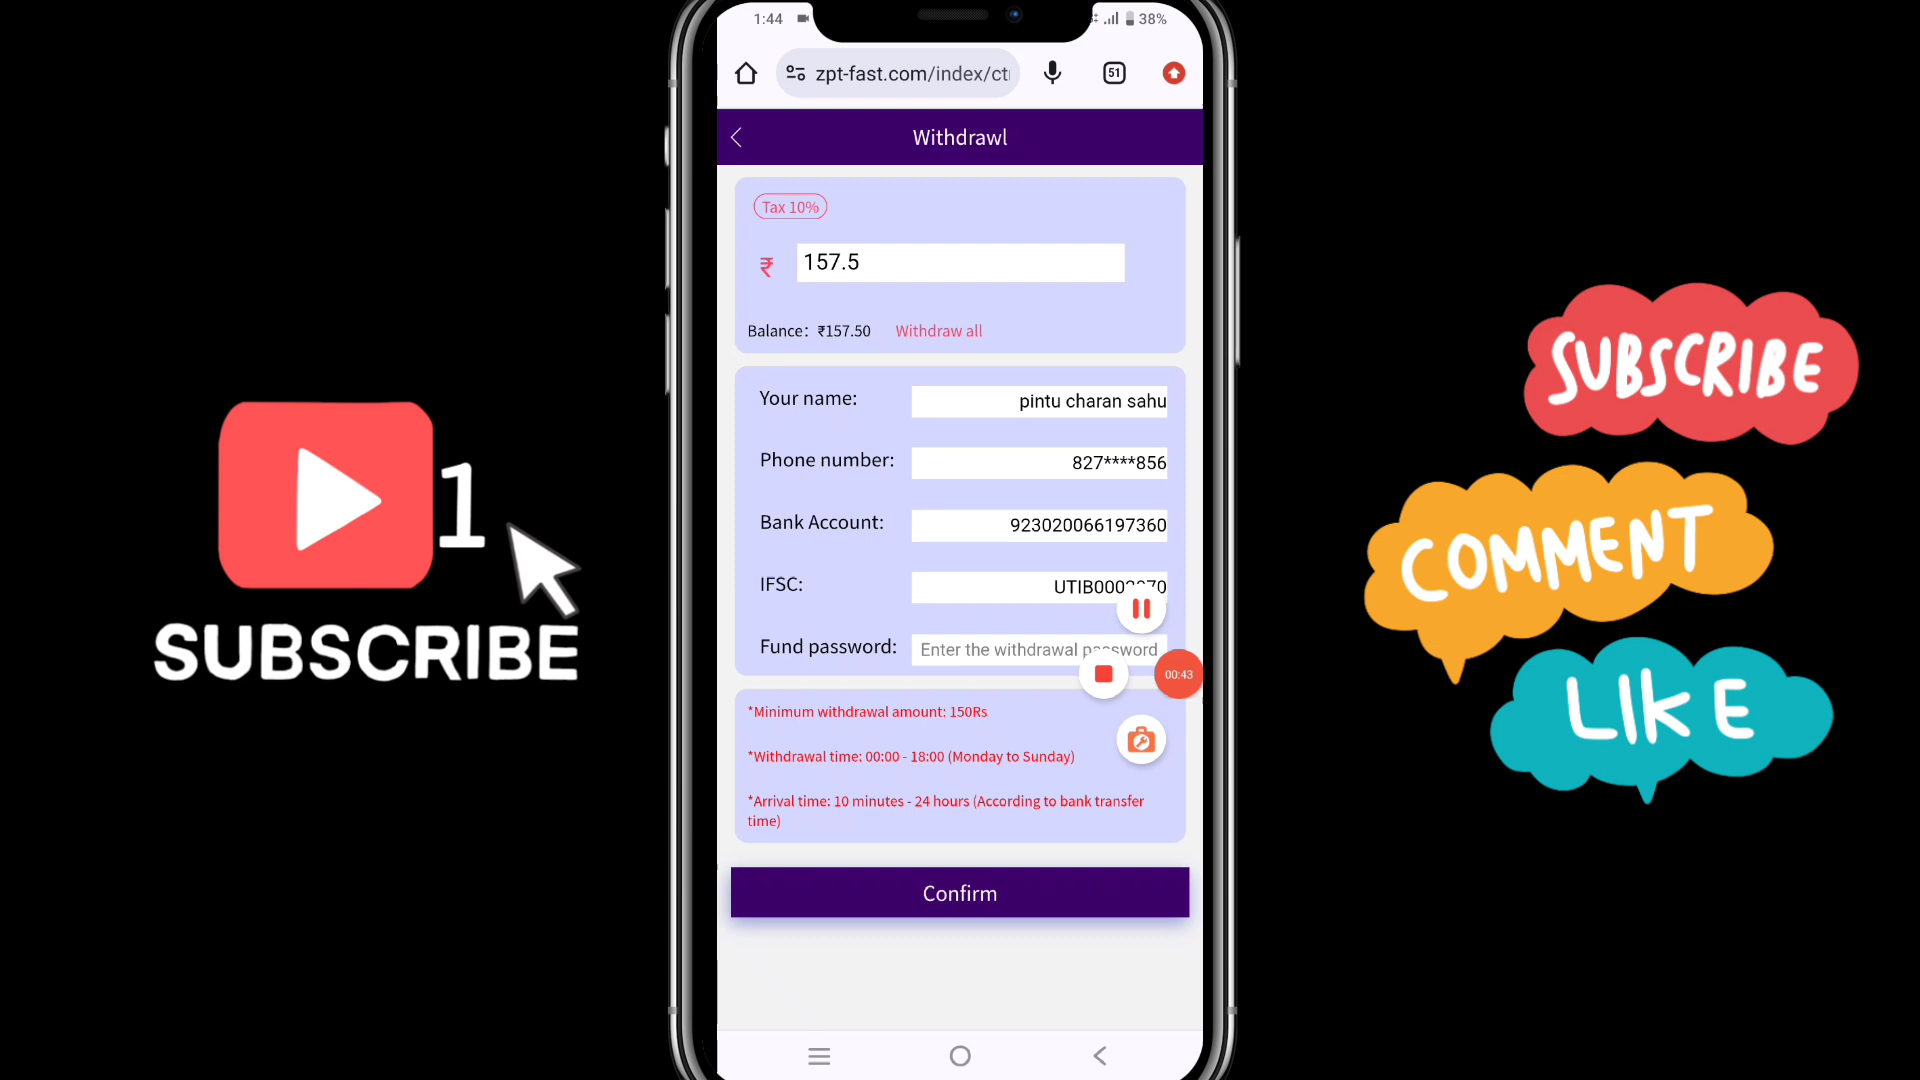 1:44
38%
zpt-fast.com/index/ct
51
Withdrawl
Tax 10%
₹ 157.5
Balance: ₹157.50 Withdraw all
Your name: pintu charan sahu
Phone number: 827****856
Bank Account: 923020066197360
IFSC:
Fund password: Enter the withdrawal password
00:43
*Minimum withdrawal amount: 150Rs
*Withdrawal time: 00:00 - 18:00 (Monday to Sunday)
*Arrival time: 10 minutes - 24 hours (According to bank transfer
time)
Confirm
1
SUBSCRIBE
SUBSCRIBE
COMMENT
LIKE